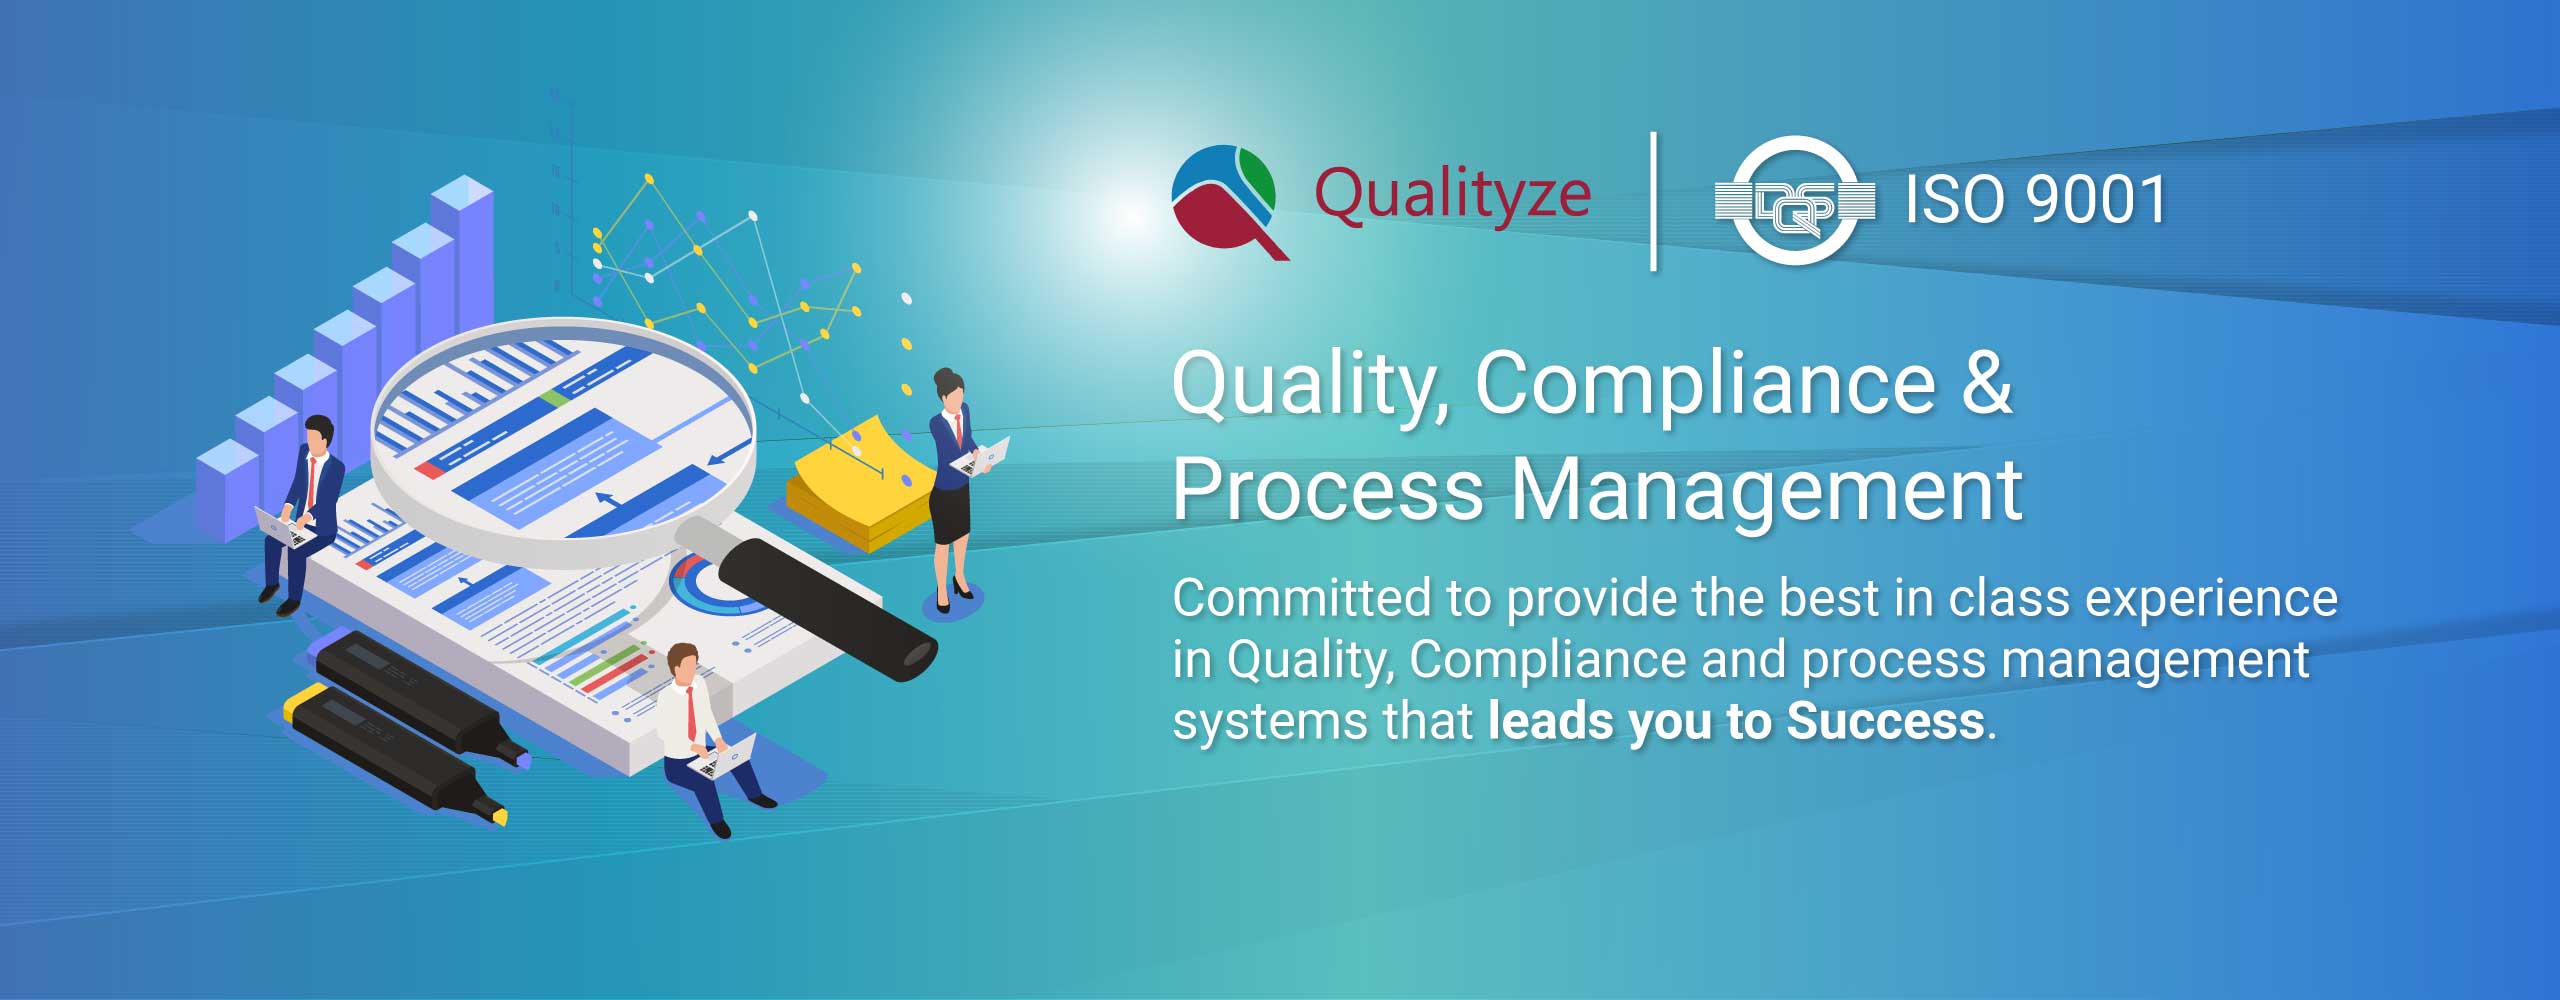 Qualityze
ISO 9001
Quality, Compliance &
Process Management
Committed to provide the best in class experience
in Quality, Compliance and process management
systems that leads you to Success.